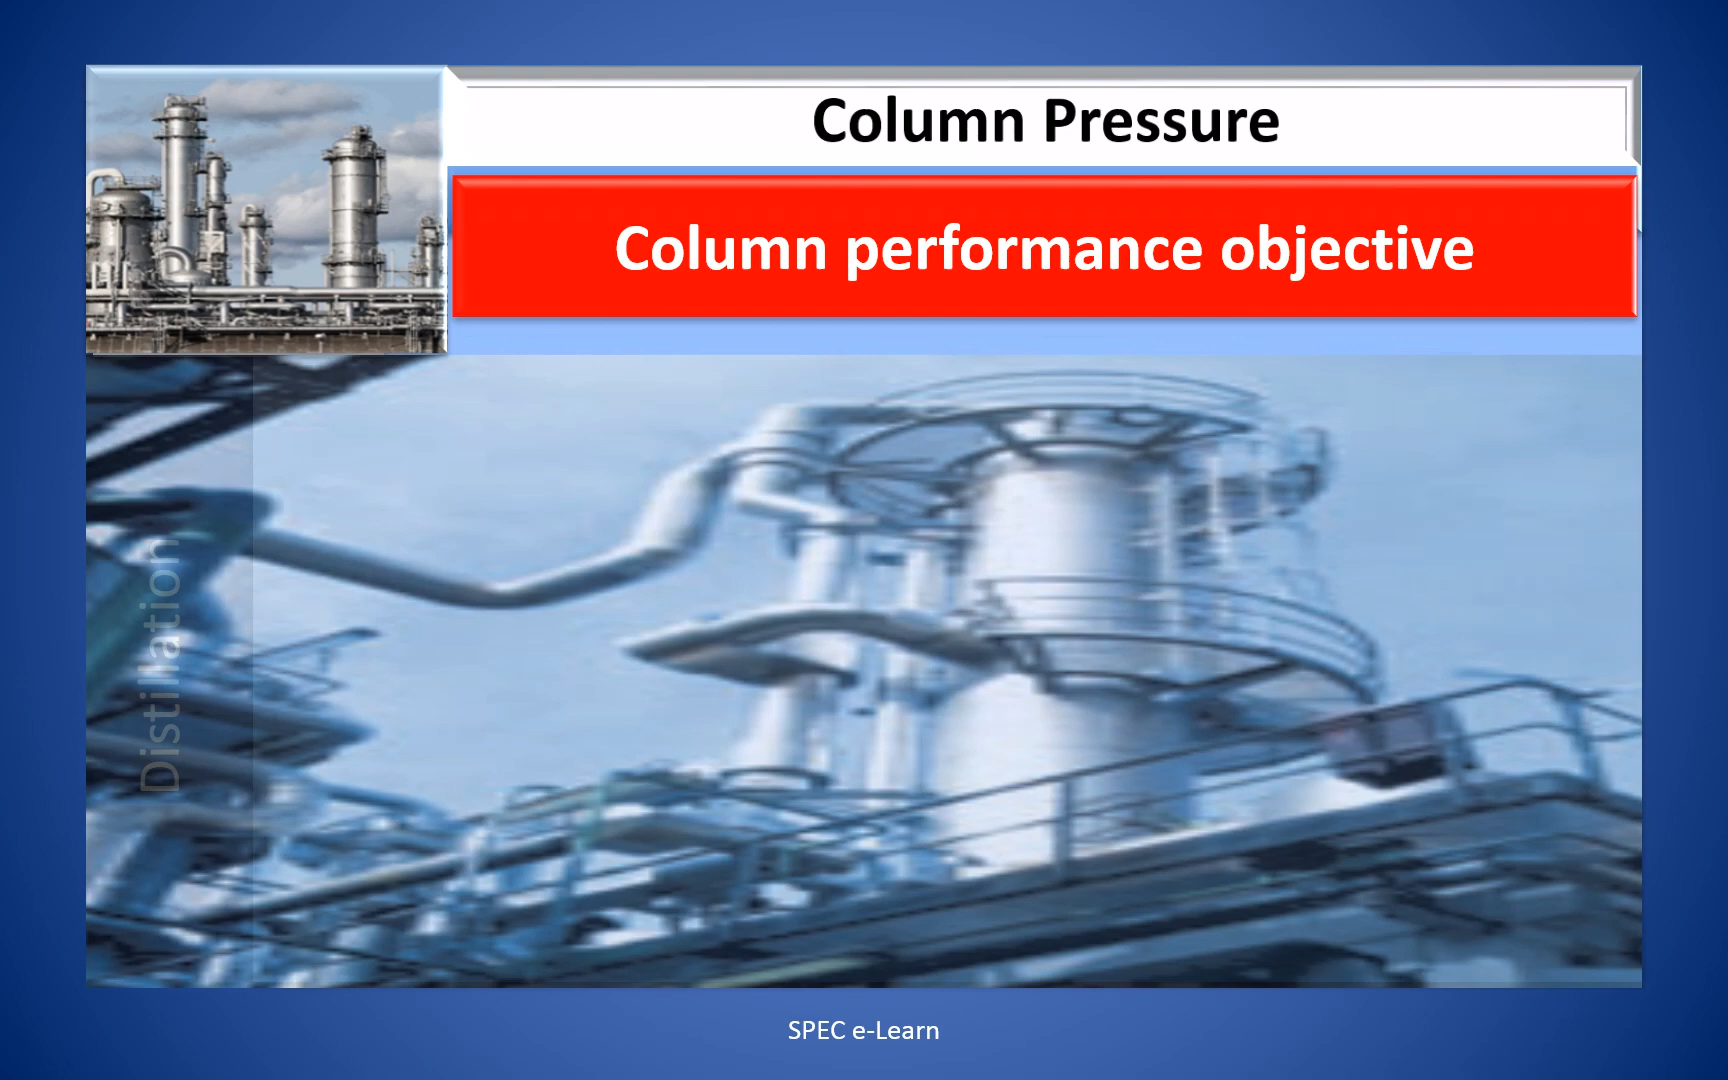 Column Pressure
Column performance objective
Distillation
SPEC e-Learn